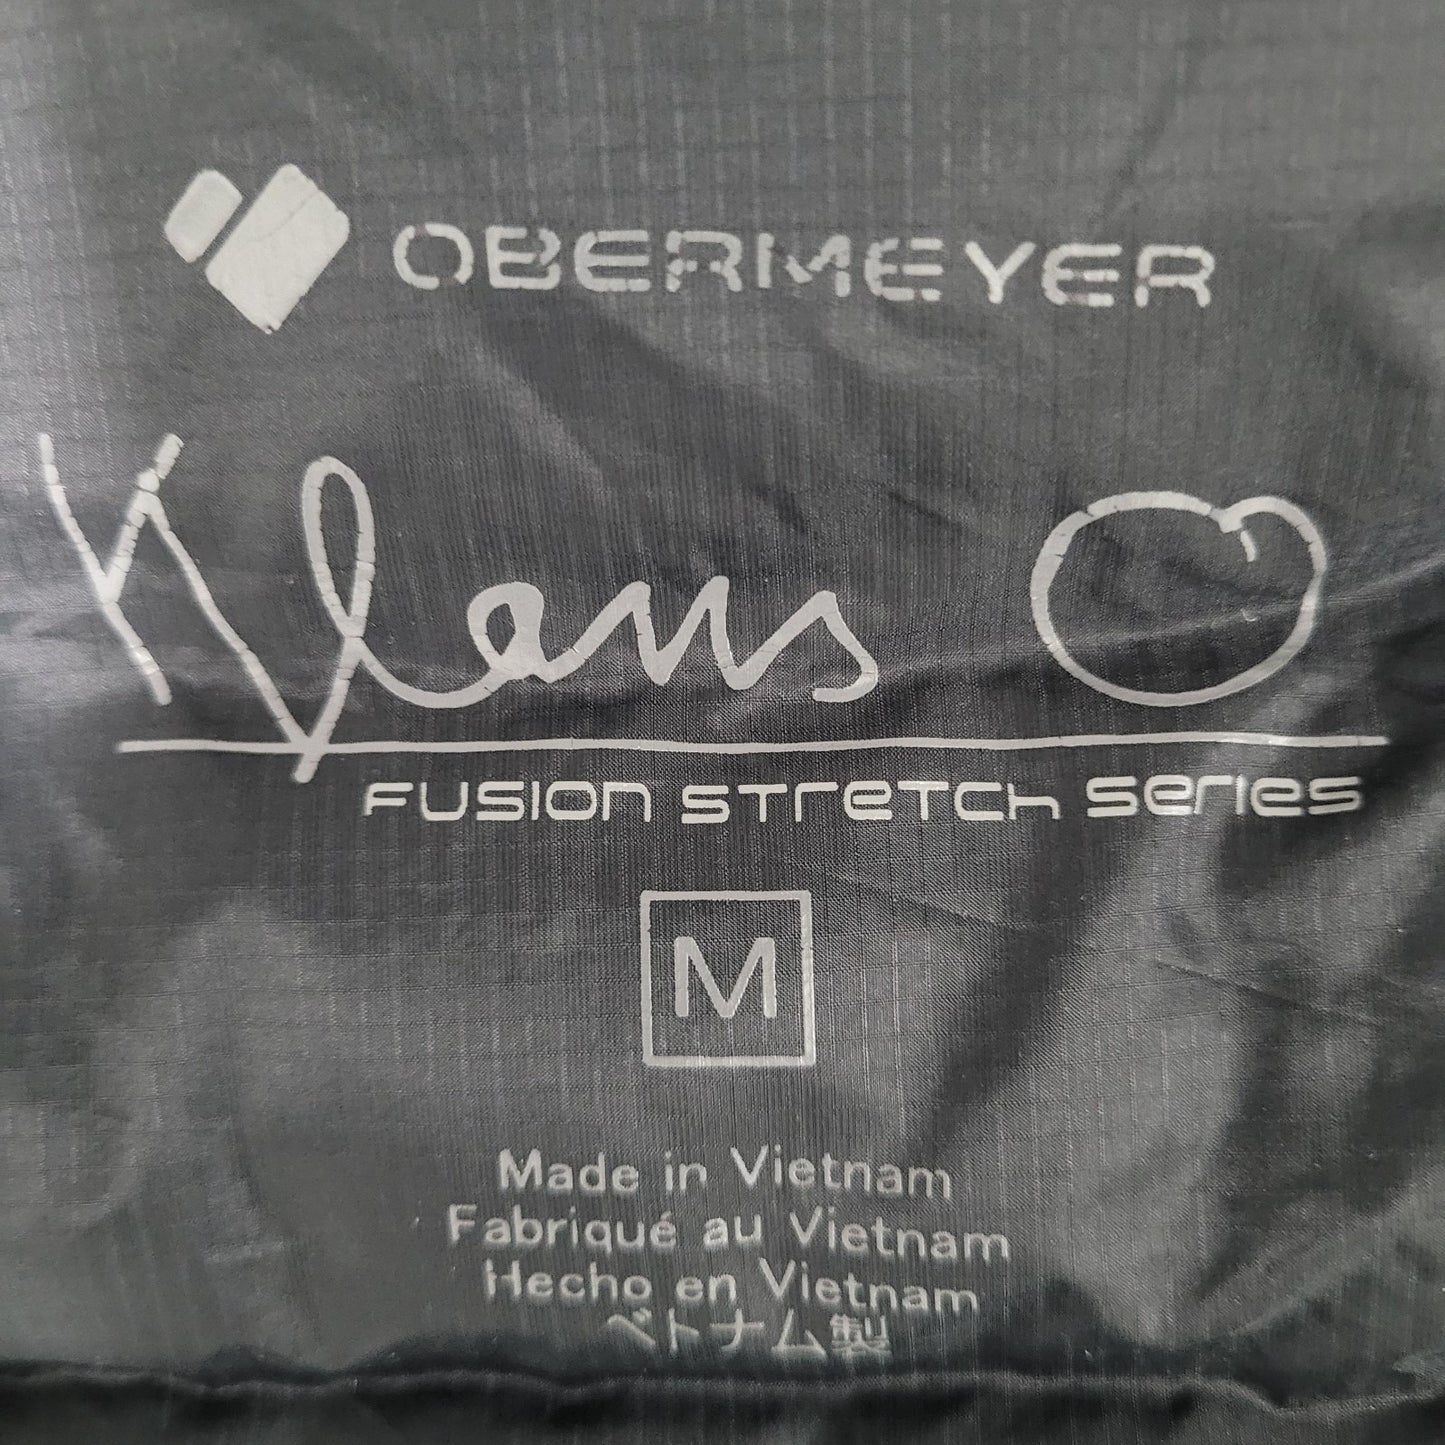 OBERMEYER
Klaus O
FUSION STRETCH SERIES
M
Made in Vietnam
Fabriqué au Vietnam
Hecho en Vietnam
ベトナム製